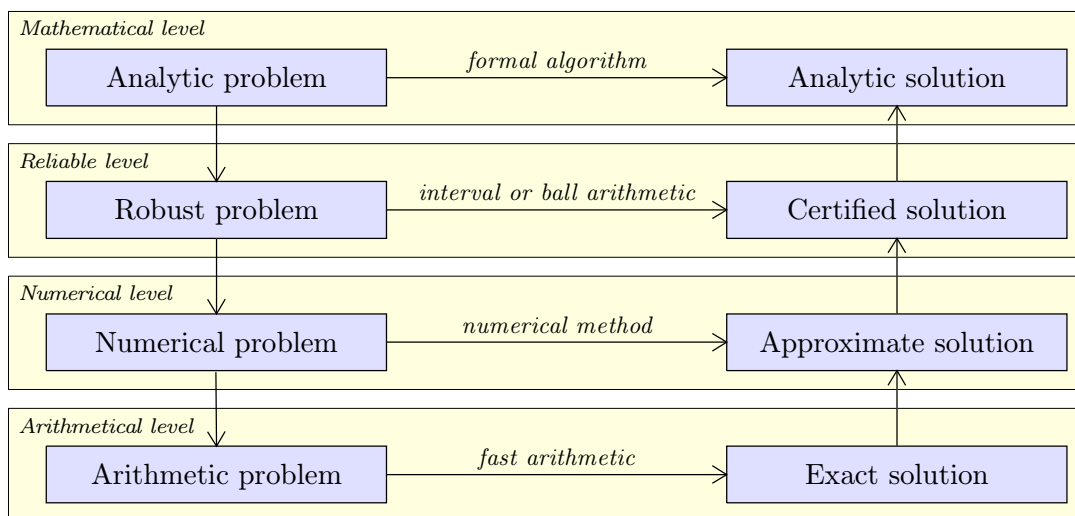 Mathematical level
Analytic problem
formal algorithm
Analytic solution
Reliable level
Robust problem
interval or ball arithmetic
Certified solution
Numerical level
Numerical problem
numerical method
Approximate solution
Arithmetical level
Arithmetic problem
fast arithmetic
Exact solution